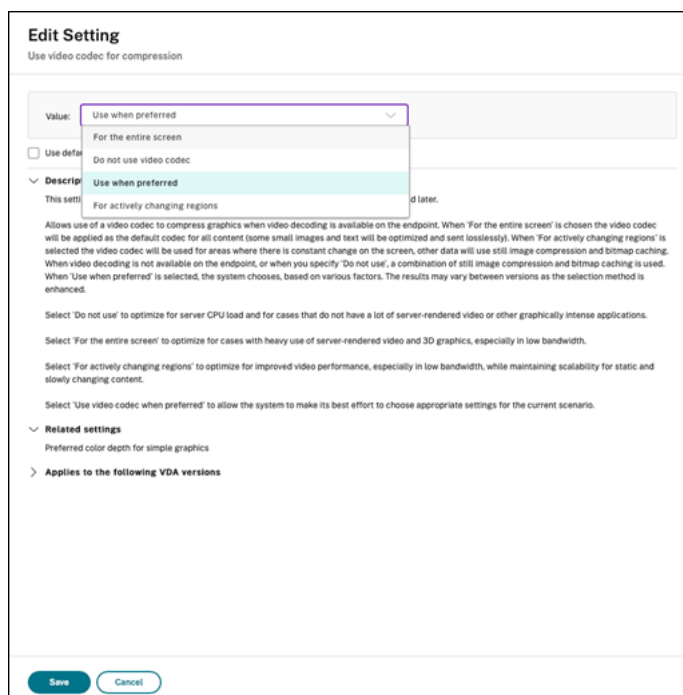 Edit Setting
Use video codec for compression
Value: Use when preferred
For the entire screen
Use defau
Do not use video codec
Use when preferred
Descrip
This setti d later.
For actively changing regions
Allows use of a video codec to compress graphics when video decoding is available on the endpoint. When 'For the entire screen' is chosen the video codec
will be applied as the default codec for all content (some small images and text will be optimized and sent losslessly). When 'For actively changing regions' is
selected the video codec will be used for areas where there is constant change on the screen, other data will use still image compression and bitmap caching.
When video decoding is not available on the endpoint, or when you specify 'Do not use', a combination of still image compression and bitmap caching is used.
When 'Use when preferred' is selected, the system chooses, based on various factors. The results may vary between versions as the selection method is
enhanced.
Select 'Do not use' to optimize for server CPU load and for cases that do not have a lot of server-rendered video or other graphically intense applications.
Select 'For the entire screen' to optimize for cases with heavy use of server-rendered video and 3D graphics, especially in low bandwidth.
Select 'For actively changing regions' to optimize for improved video performance, especially in low bandwidth, while maintaining scalability for static and
slowly changing content.
Select 'Use video codec when preferred' to allow the system to make its best effort to choose appropriate settings for the current scenario.
Related settings
Preferred color depth for simple graphics
Applies to the following VDA versions
Save Cancel